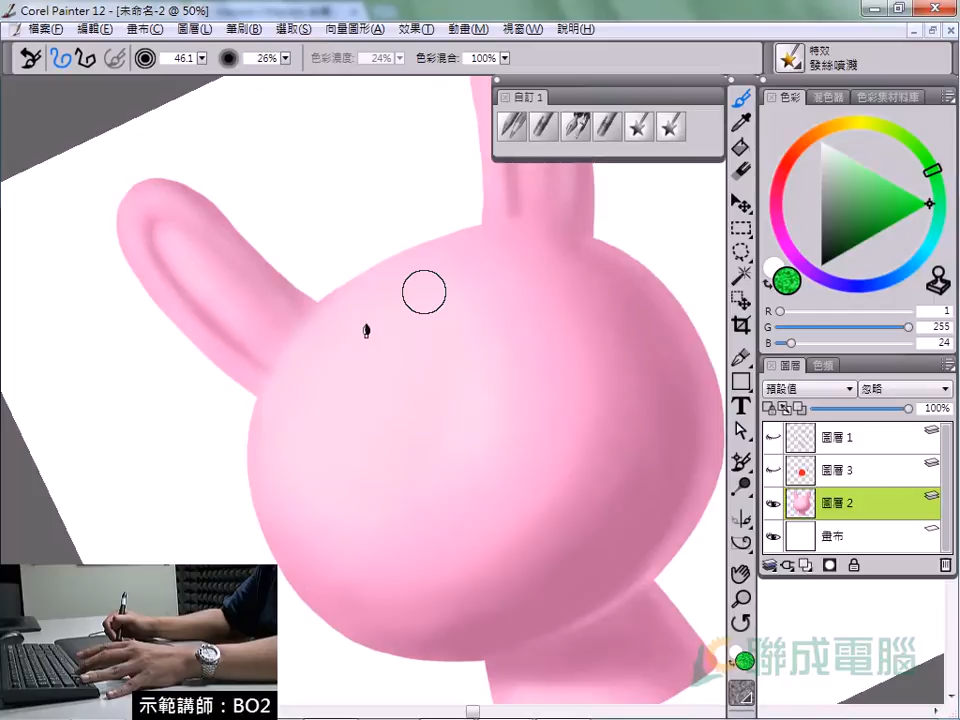 Corel Painter 12 - [未命名-2 @ 50%]
檔案(F) 編輯(E) 畫布(C) 圖層(L) 筆刷(B) 選取(S) 向量圖形(A) 效果(T) 動畫(M) 視窗(W) 說明(H)
46.1 26% 色彩濃度: 24% 色彩混合: 100%
特效
發絲噴濺
自訂 1
色彩 混色器 色彩集材料庫
R 1
G 255
B 24
圖層 色頻
預設值 忽略
100%
圖層 1
圖層 3
圖層 2
畫布
T
聯成電腦
示範講師：BO2